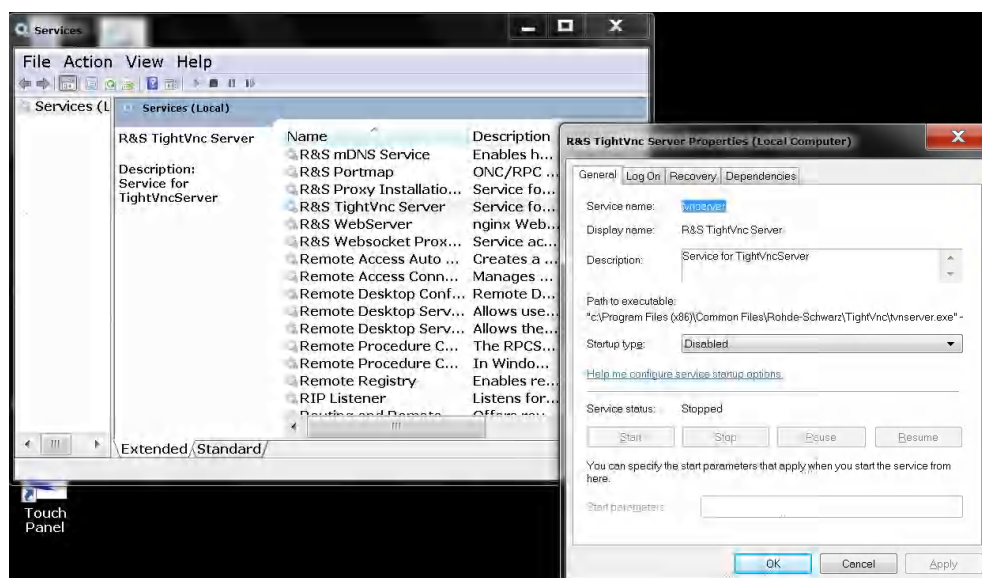 Services
File Action View Help
Services (L
Services (Local)
R&S TightVnc Server
Description:
Service for
TightVncServer
Name Description
R&S mDNS Service Enables h...
R&S Portmap ONC/RPC ...
R&S Proxy Installatio... Service fo...
R&S TightVnc Server Service fo...
R&S WebServer nginx Web...
R&S Websocket Prox... Service ac...
Remote Access Auto ... Creates a ...
Remote Access Conn... Manages ...
Remote Desktop Conf... Remote D...
Remote Desktop Serv... Allows use...
Remote Desktop Serv... Allows the...
Remote Procedure C... The RPCS...
Remote Procedure C... In Windo...
Remote Registry Enables re...
RIP Listener Listens for...
Extended Standard
Touch
Panel
R&S TightVnc Server Properties (Local Computer)
General Log On Recovery Dependencies
Service name: tvnserver
Display name: R&S TightVnc Server
Description: Service for TightVncServer
Path to executable:
"c:\Program Files (x86)\Common Files\Rohde-Schwarz\TightVnc\tvnserver.exe" -
Startup type: Disabled
Help me configure service startup options.
Service status: Stopped
Start Stop Pause Resume
You can specify the start parameters that apply when you start the service from
here.
Start parameters:
OK Cancel Apply